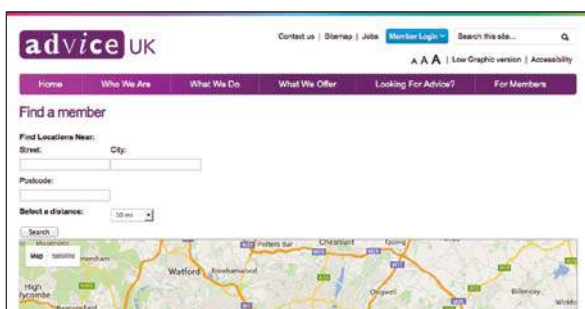 advice UK
Contact us | Sitemap | Jobs
Member Login
Search this site...
A A A | Low Graphic version | Accessibility
Home
Who We Are
What We Do
What We Offer
Looking For Advice?
For Members
Find a member
Find Locations Near:
Street:
City:
Postcode:
Select a distance:
10 mi
Search
Map
Satellite
Potters Bar
Cheshunt
Epping
Watford
Borehamwood
High
Wycombe
Chigwell
Billericay
Beaconsfield